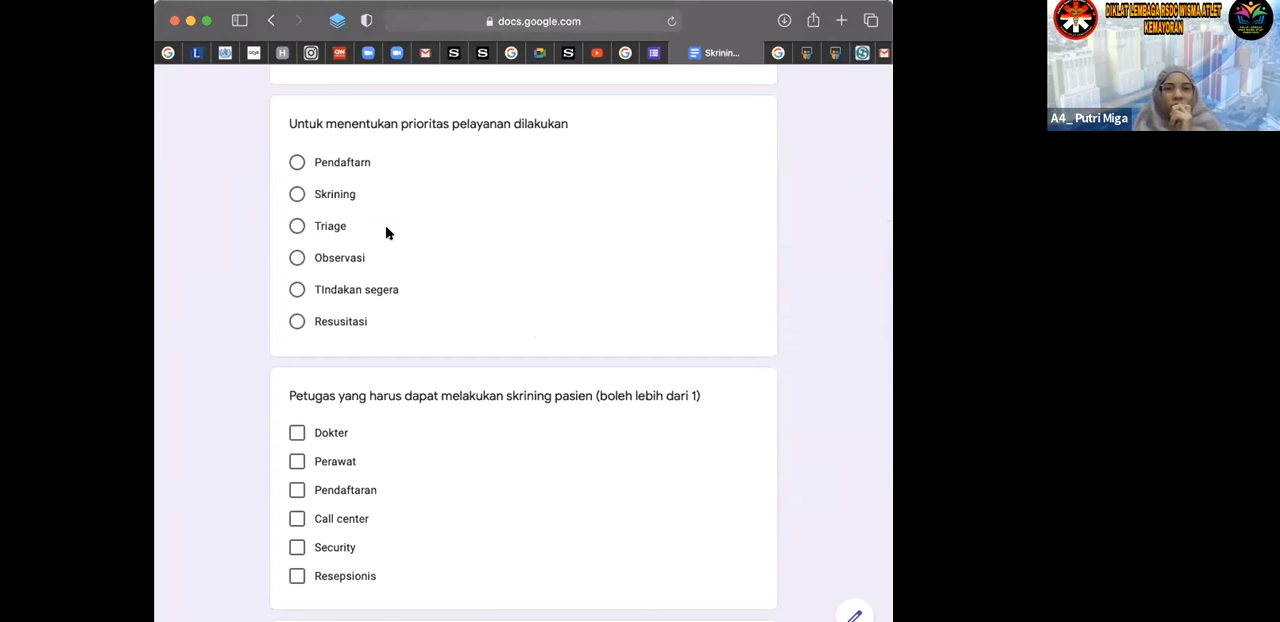 docs.google.com
Skrinin...
Untuk menentukan prioritas pelayanan dilakukan
Pendaftarn
Skrining
Triage
Observasi
TIndakan segera
Resusitasi
Petugas yang harus dapat melakukan skrining pasien (boleh lebih dari 1)
Dokter
Perawat
Pendaftaran
Call center
Security
Resepsionis
DIKLAT LEMBAGA RSDC WISMA ATLET
KEMAYORAN
A4_ Putri Miga